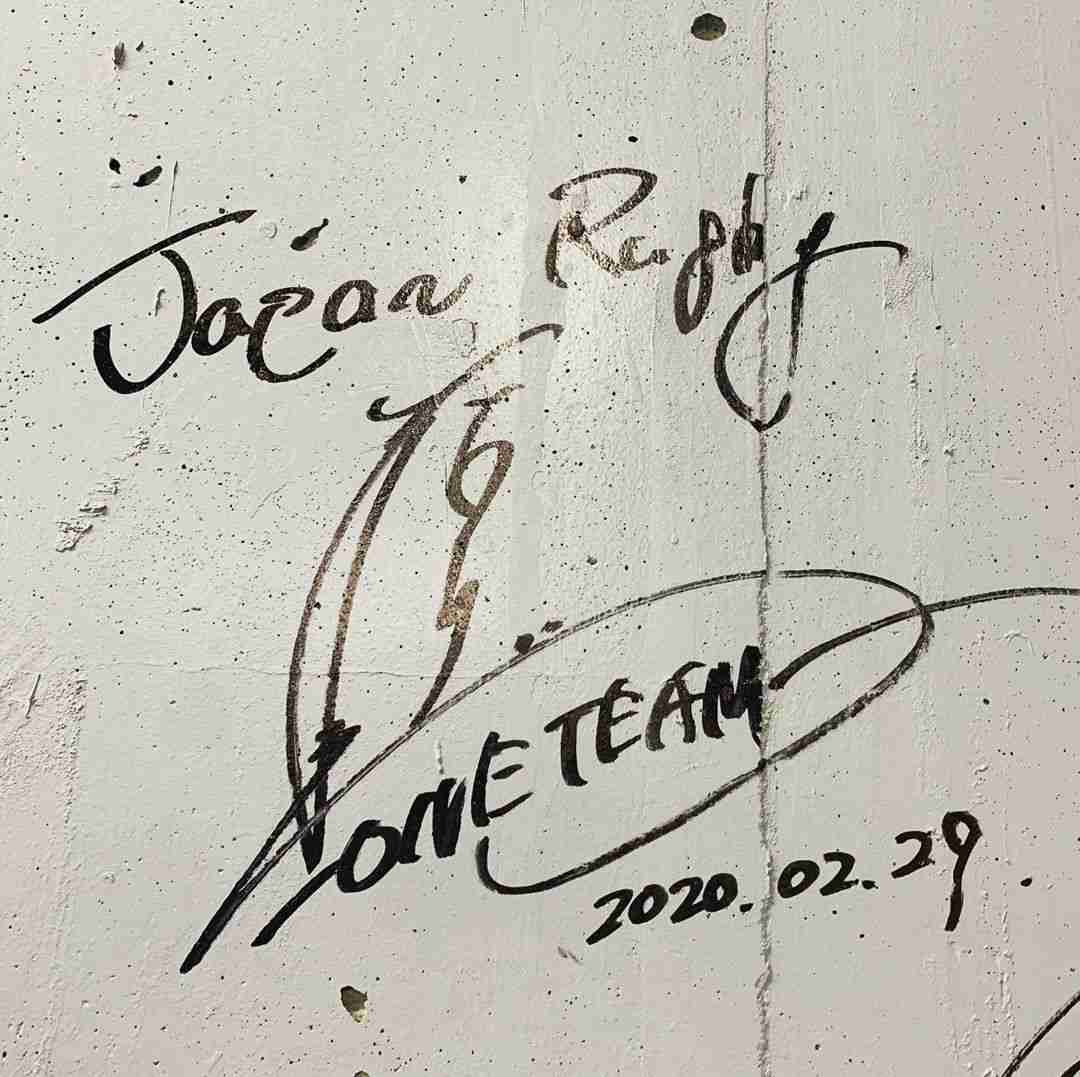 Japan Rugby
ONE TEAM
2020.02.29